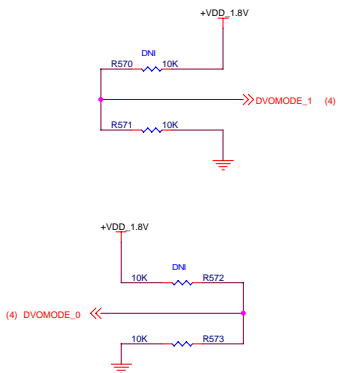 +VDD_1.8V
DNI
R570 10K
DVOMODE_1 (4)
R571 10K
+VDD_1.8V
DNI
10K R572
(4) DVOMODE_0
10K R573